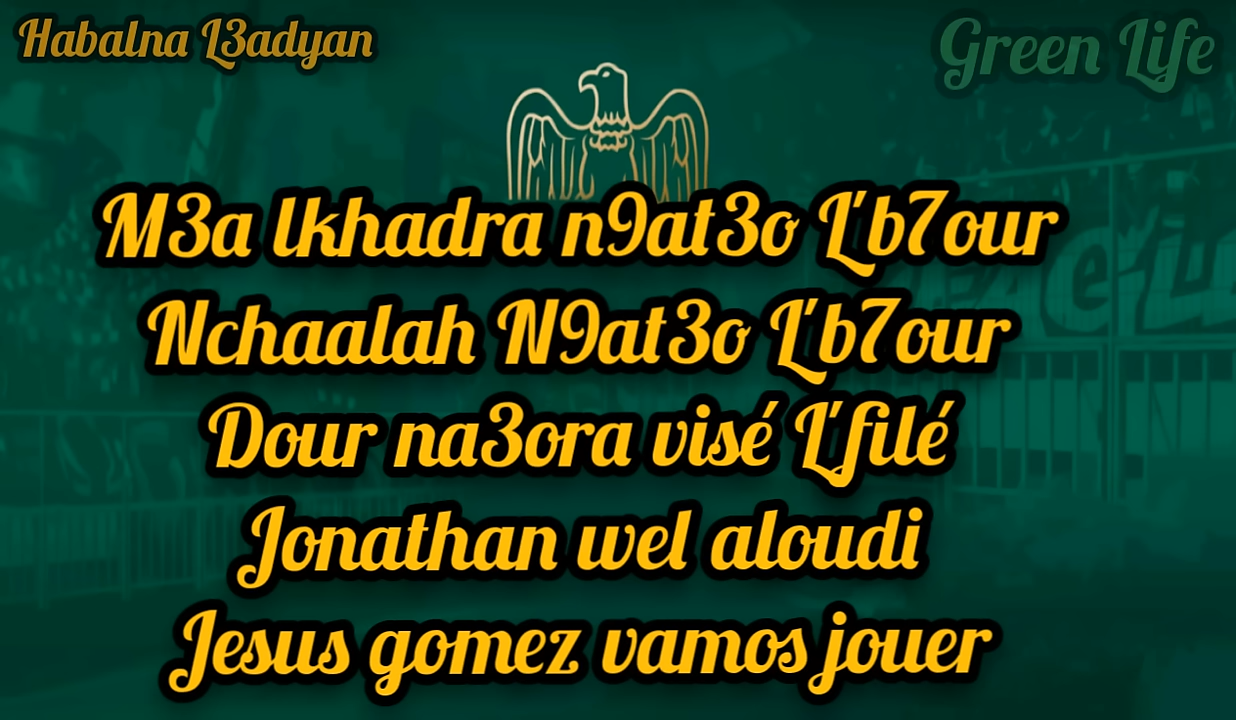 Habalna L3adyan
Green Life
M3a lkhadra n9at3o L'b7our
Nchaalah N9at3o L'b7our
Dour na3ora visé L'filé
Jonathan wel aloudi
Jesus gomez vamos jouer